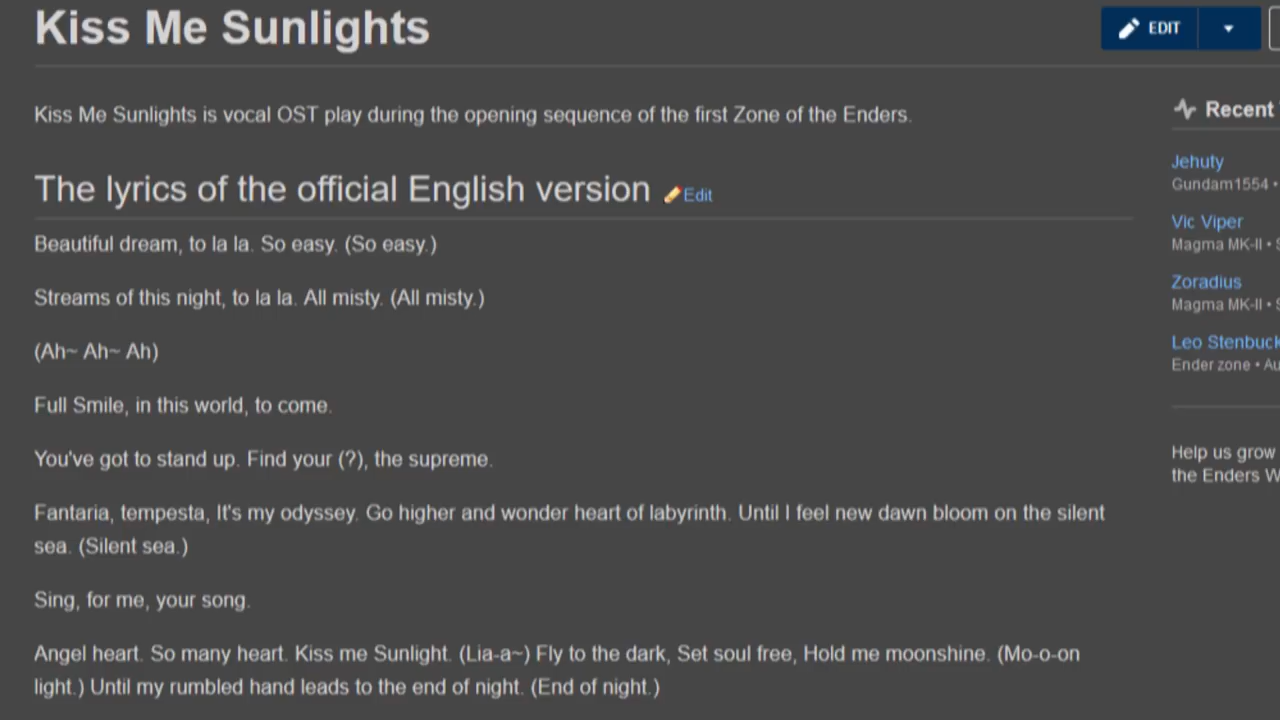 Kiss Me Sunlights
EDIT
Kiss Me Sunlights is vocal OST play during the opening sequence of the first Zone of the Enders.
The lyrics of the official English version Edit
Beautiful dream, to la la. So easy. (So easy.)
Streams of this night, to la la. All misty. (All misty.)
(Ah~ Ah~ Ah)
Full Smile, in this world, to come.
You've got to stand up. Find your (?), the supreme.
Fantaria, tempesta, It's my odyssey. Go higher and wonder heart of labyrinth. Until I feel new dawn bloom on the silent
sea. (Silent sea.)
Sing, for me, your song.
Angel heart. So many heart. Kiss me Sunlight. (Lia-a~) Fly to the dark, Set soul free, Hold me moonshine. (Mo-o-on
light.) Until my rumbled hand leads to the end of night. (End of night.)
Recent
Jehuty
Gundam1554 •
Vic Viper
Magma MK-II • S
Zoradius
Magma MK-II • S
Leo Stenbuck
Ender zone • Au
Help us grow
the Enders W